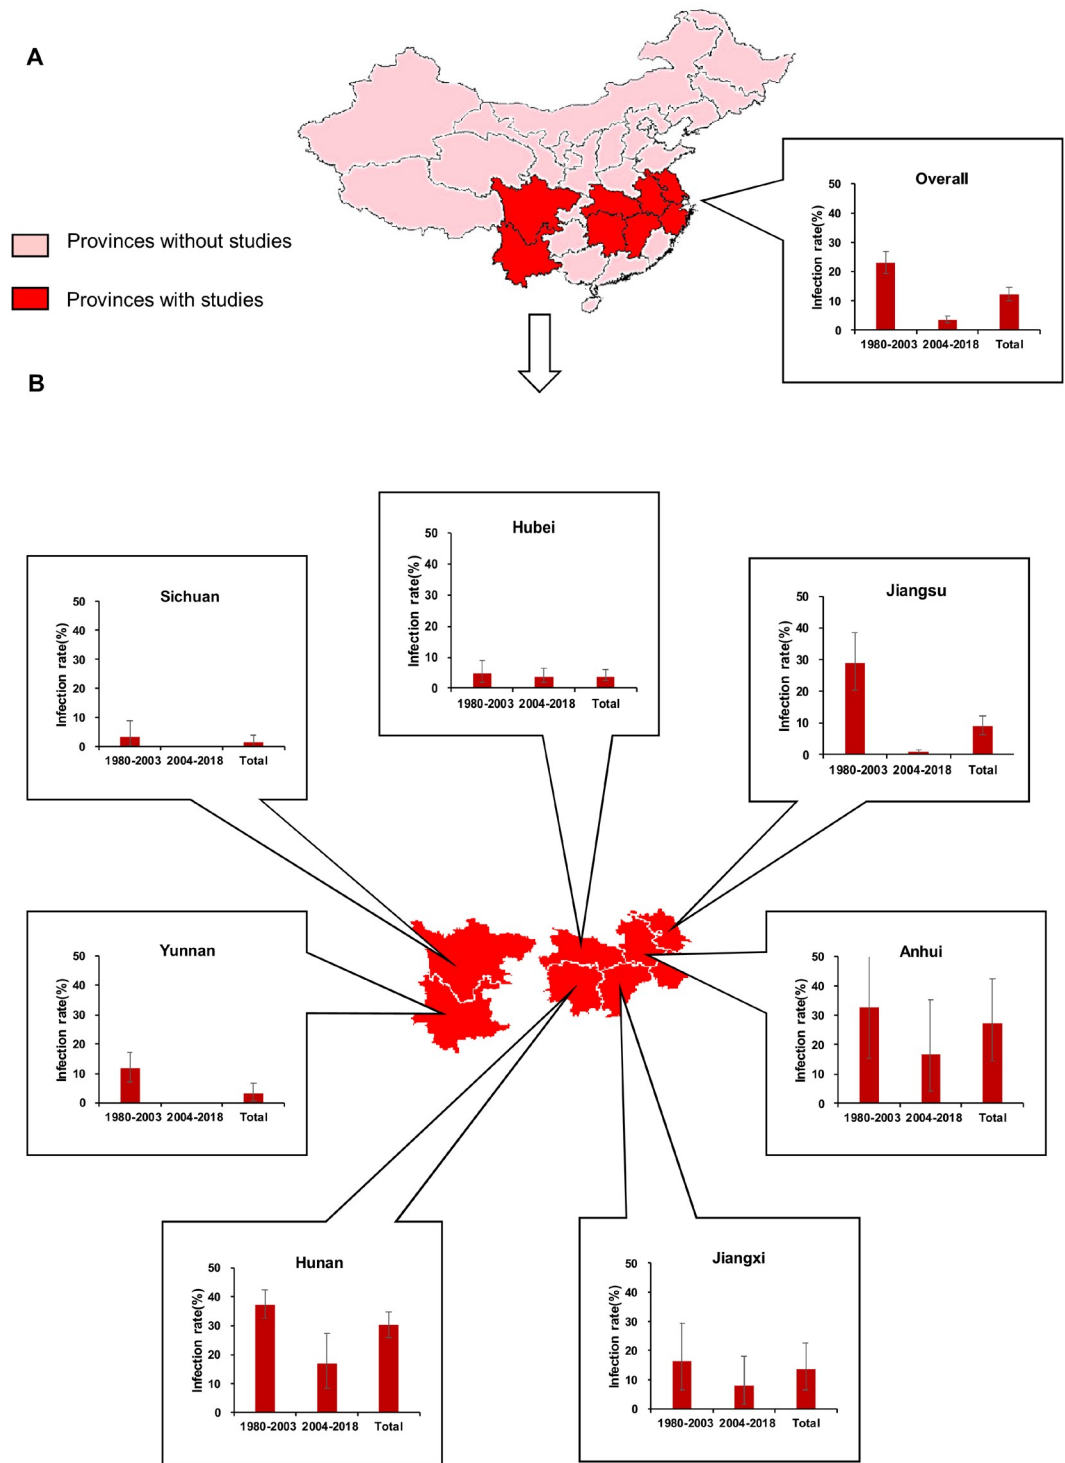 A
Provinces without studies
Provinces with studies
Overall
Infection rate(%)
50
40
30
20
10
0
1980-2003 2004-2018 Total
B
Hubei
Infection rate(%)
50
40
30
20
10
0
1980-2003 2004-2018 Total
Sichuan
Infection rate(%)
50
40
30
20
10
0
1980-2003 2004-2018 Total
Jiangsu
Infection rate(%)
50
40
30
20
10
0
1980-2003 2004-2018 Total
Yunnan
Infection rate(%)
50
40
30
20
10
0
1980-2003 2004-2018 Total
Anhui
Infection rate(%)
50
40
30
20
10
0
1980-2003 2004-2018 Total
Hunan
Infection rate(%)
50
40
30
20
10
0
1980-2003 2004-2018 Total
Jiangxi
Infection rate(%)
50
40
30
20
10
0
1980-2003 2004-2018 Total